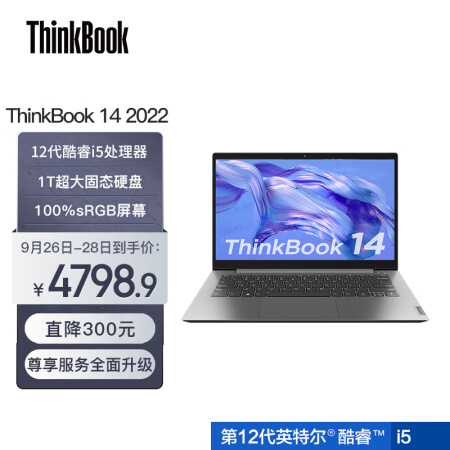 ThinkBook
ThinkBook 14 2022
12代酷睿i5处理器
1T超大固态硬盘
100%sRGB屏幕
9月26日-28日到手价：
￥4798.9
直降300元
尊享服务全面升级
ThinkBook 14
第12代英特尔®酷睿™ i5